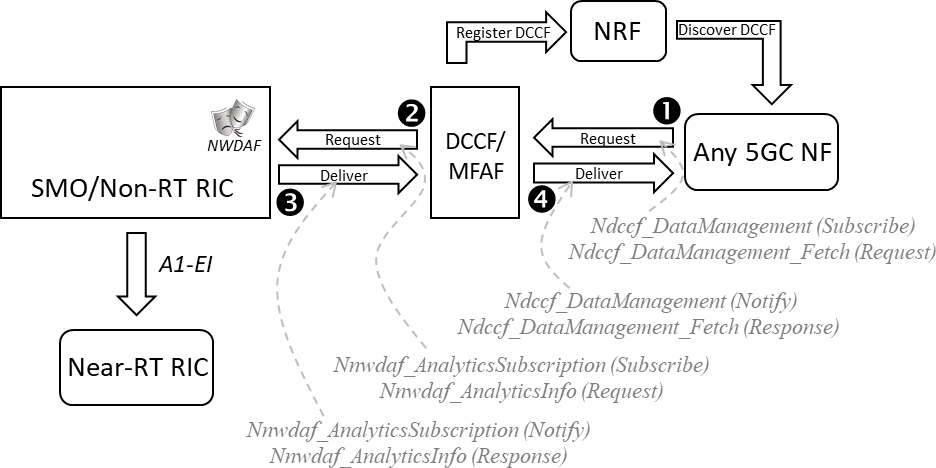 Register DCCF
NRF
Discover DCCF
NWDAF
SMO/Non-RT RIC
2
Request
3
Deliver
DCCF/
MFAF
1
Request
4
Deliver
Any 5GC NF
A1-EI
Near-RT RIC
Ndccf_DataManagement (Subscribe)
Ndccf_DataManagement_Fetch (Request)
Ndccf_DataManagement (Notify)
Ndccf_DataManagement_Fetch (Response)
Nnwdaf_AnalyticsSubscription (Subscribe)
Nnwdaf_AnalyticsInfo (Request)
Nnwdaf_AnalyticsSubscription (Notify)
Nnwdaf_AnalyticsInfo (Response)